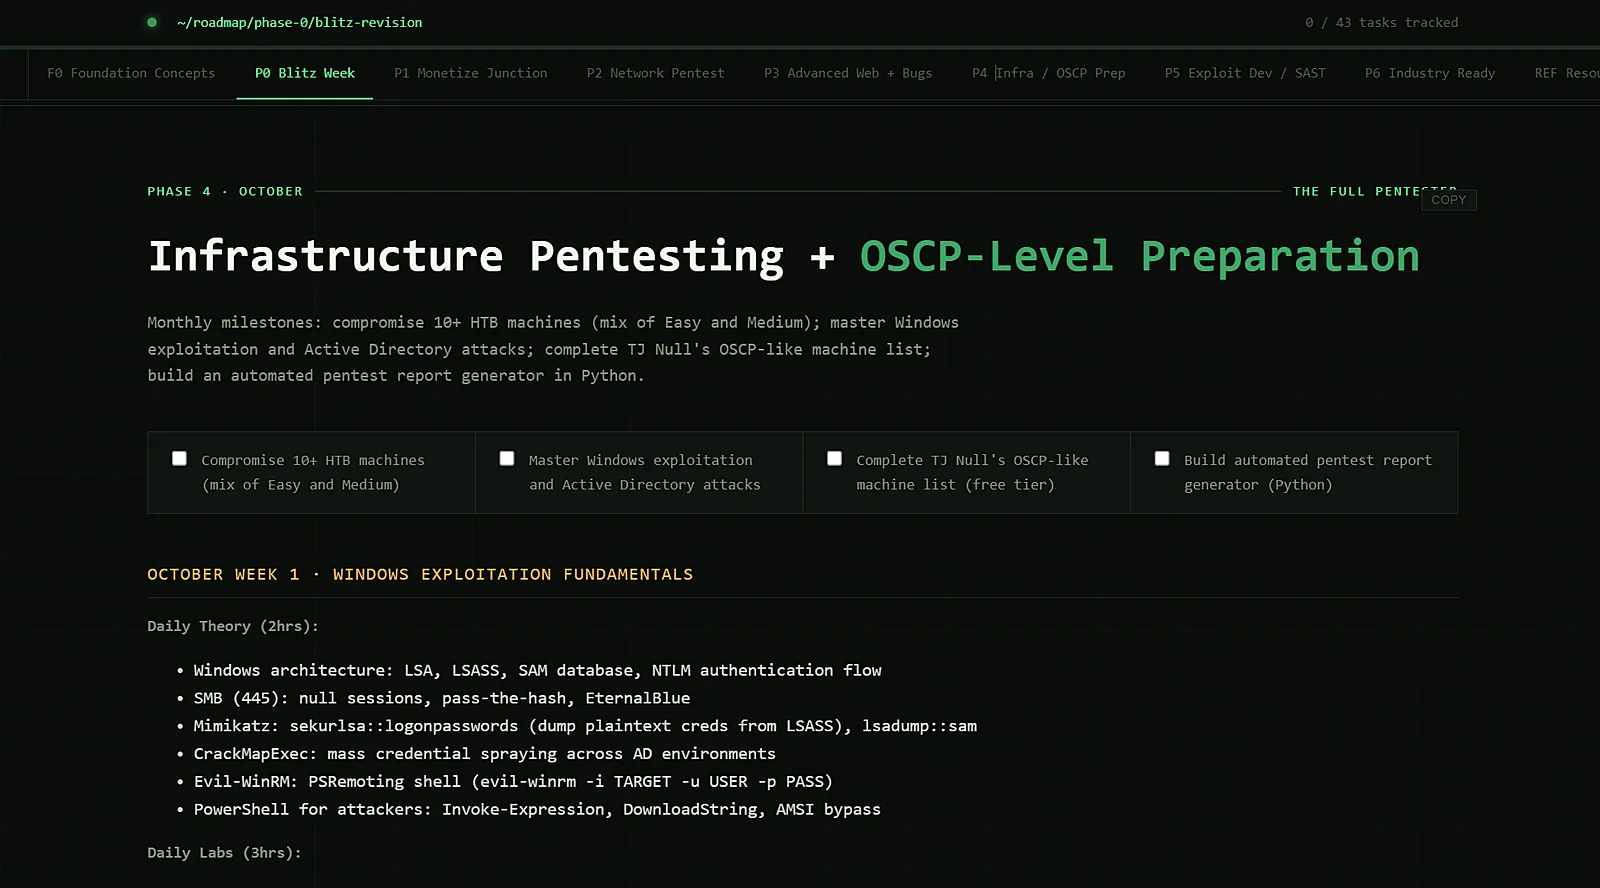 ~/roadmap/phase-0/blitz-revision
0 / 43 tasks tracked
F0 Foundation Concepts
P0 Blitz Week
P1 Monetize Junction
P2 Network Pentest
P3 Advanced Web + Bugs
P4 Infra / OSCP Prep
P5 Exploit Dev / SAST
P6 Industry Ready
REF Resou
PHASE 4 · OCTOBER
THE FULL PENTESTER
COPY
Infrastructure Pentesting + OSCP-Level Preparation
Monthly milestones: compromise 10+ HTB machines (mix of Easy and Medium); master Windows
exploitation and Active Directory attacks; complete TJ Null's OSCP-like machine list;
build an automated pentest report generator in Python.
Compromise 10+ HTB machines
(mix of Easy and Medium)
Master Windows exploitation
and Active Directory attacks
Complete TJ Null's OSCP-like
machine list (free tier)
Build automated pentest report
generator (Python)
OCTOBER WEEK 1 · WINDOWS EXPLOITATION FUNDAMENTALS
Daily Theory (2hrs):
• Windows architecture: LSA, LSASS, SAM database, NTLM authentication flow
• SMB (445): null sessions, pass-the-hash, EternalBlue
• Mimikatz: sekurlsa::logonpasswords (dump plaintext creds from LSASS), lsadump::sam
• CrackMapExec: mass credential spraying across AD environments
• Evil-WinRM: PSRemoting shell (evil-winrm -i TARGET -u USER -p PASS)
• PowerShell for attackers: Invoke-Expression, DownloadString, AMSI bypass
Daily Labs (3hrs):